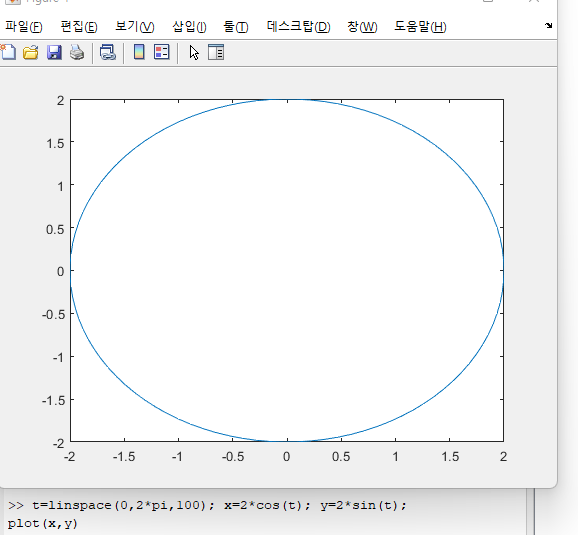 파일(F) 편집(E) 보기(V) 삽입(I) 툴(T) 데스크탑(D) 창(W) 도움말(H)
2
1.5
1
0.5
0
-0.5
-1
-1.5
-2
-2 -1.5 -1 -0.5 0 0.5 1 1.5 2
>> t=linspace(0,2*pi,100); x=2*cos(t); y=2*sin(t);
plot(x,y)